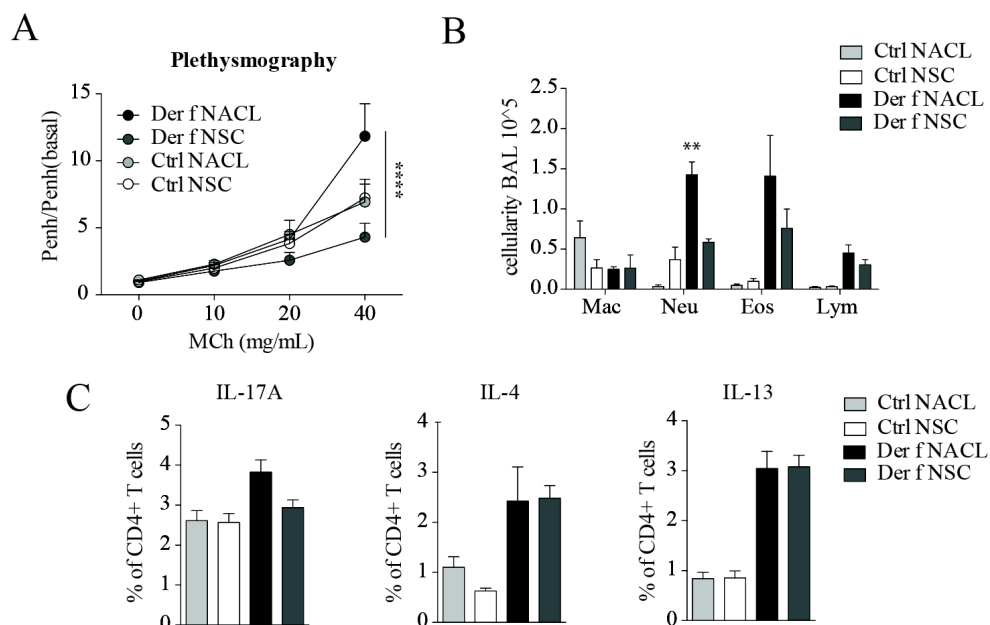 A
Plethysmography
Penh/Penh(basal)
15
10
5
0
Der f NACL
Der f NSC
Ctrl NACL
Ctrl NSC
****
0 10 20 40
MCh (mg/mL)
B
Ctrl NACL
Ctrl NSC
Der f NACL
Der f NSC
cellularity BAL 10^5
2.5
2.0
1.5
1.0
0.5
0.0
**
Mac Neu Eos Lym
C
IL-17A
% of CD4+ T cells
5
4
3
2
1
0
IL-4
% of CD4+ T cells
4
3
2
1
0
IL-13
% of CD4+ T cells
4
3
2
1
0
Ctrl NACL
Ctrl NSC
Der f NACL
Der f NSC